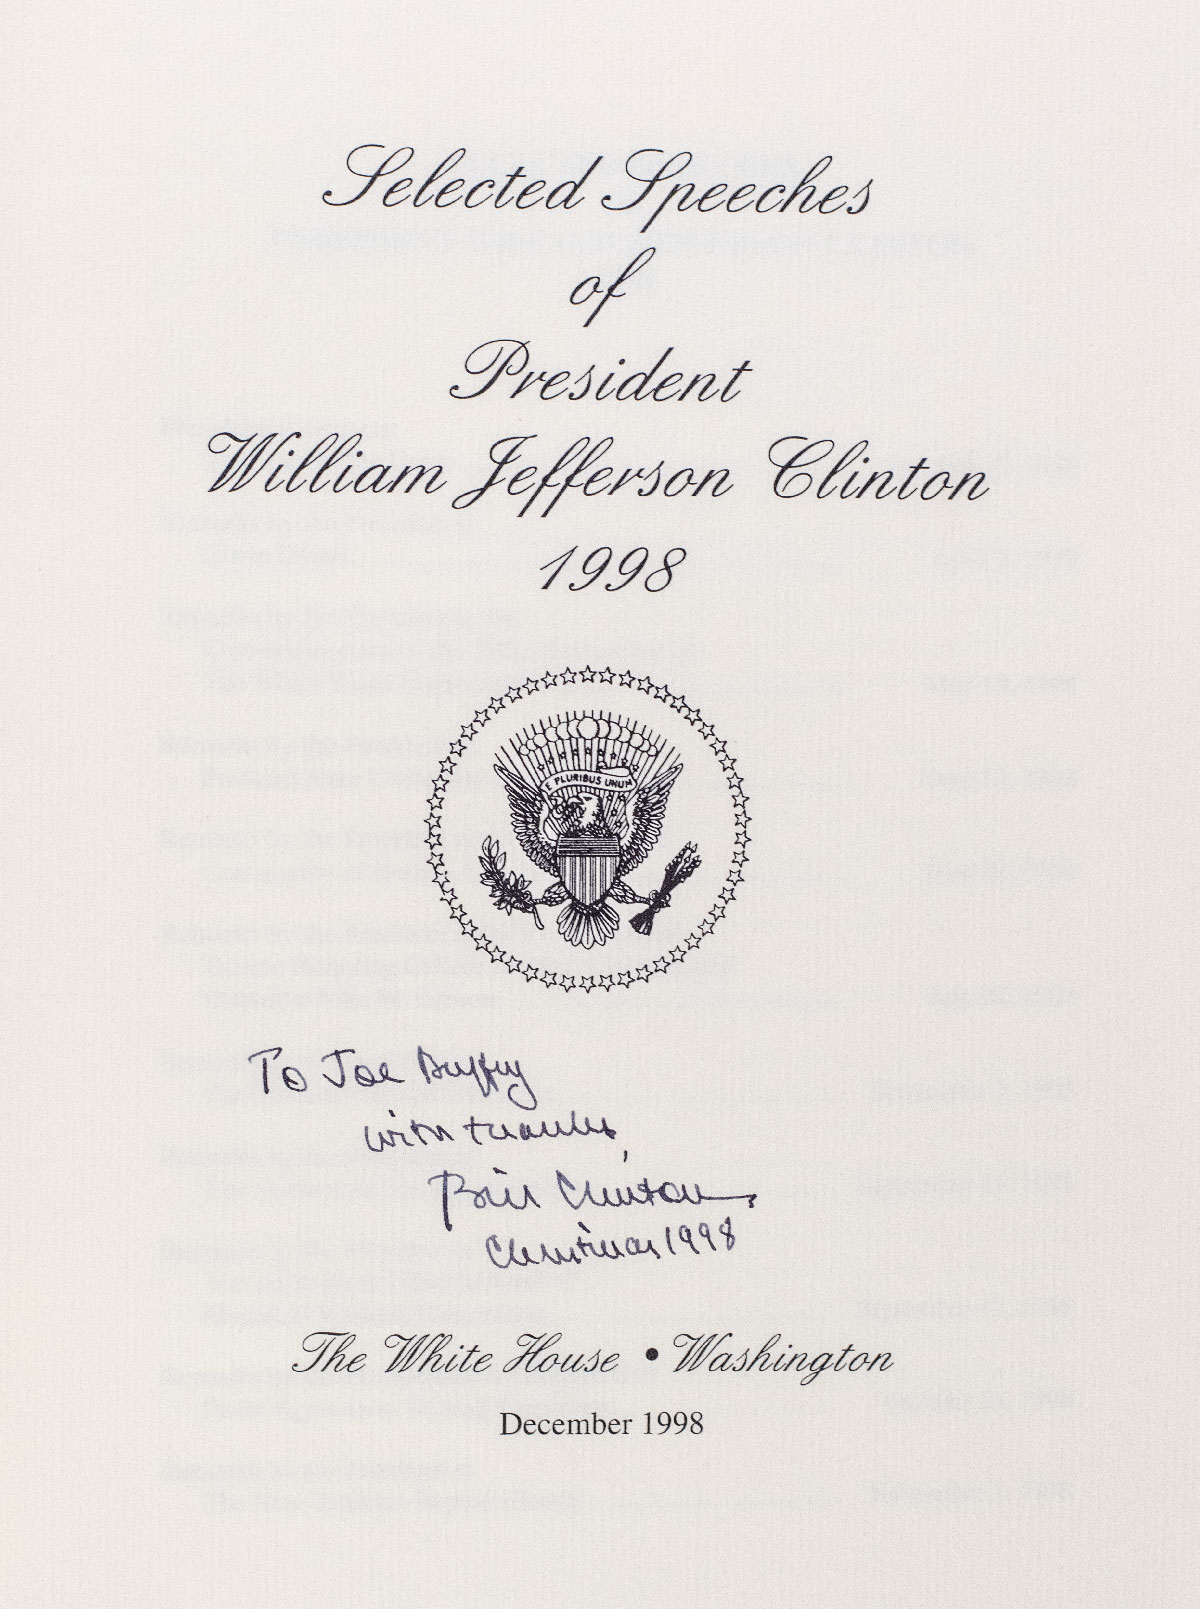 Selected Speeches
of
President
William Jefferson Clinton
1998
E PLURIBUS UNUM
To Joe Duffey
with thanks,
Bill Clinton
Christmas 1998
The White House • Washington
December 1998